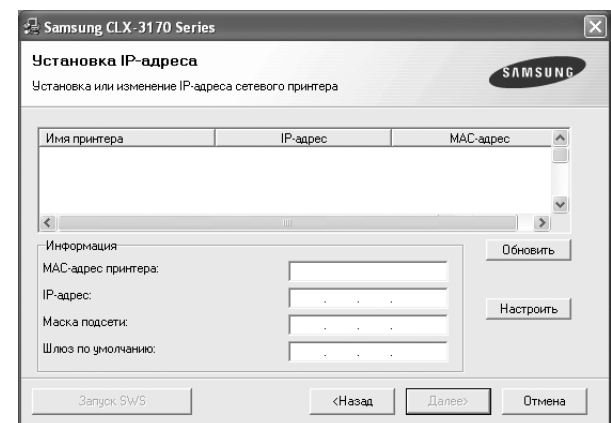 Samsung CLX-3170 Series
Установка IP-адреса
Установка или изменение IP-адреса сетевого принтера
SAMSUNG
Имя принтера IP-адрес MAC-адрес
Информация
Обновить
MAC-адрес принтера:
IP-адрес:
Настроить
Маска подсети:
Шлюз по умолчанию:
Запуск SWS <Назад Далее> Отмена